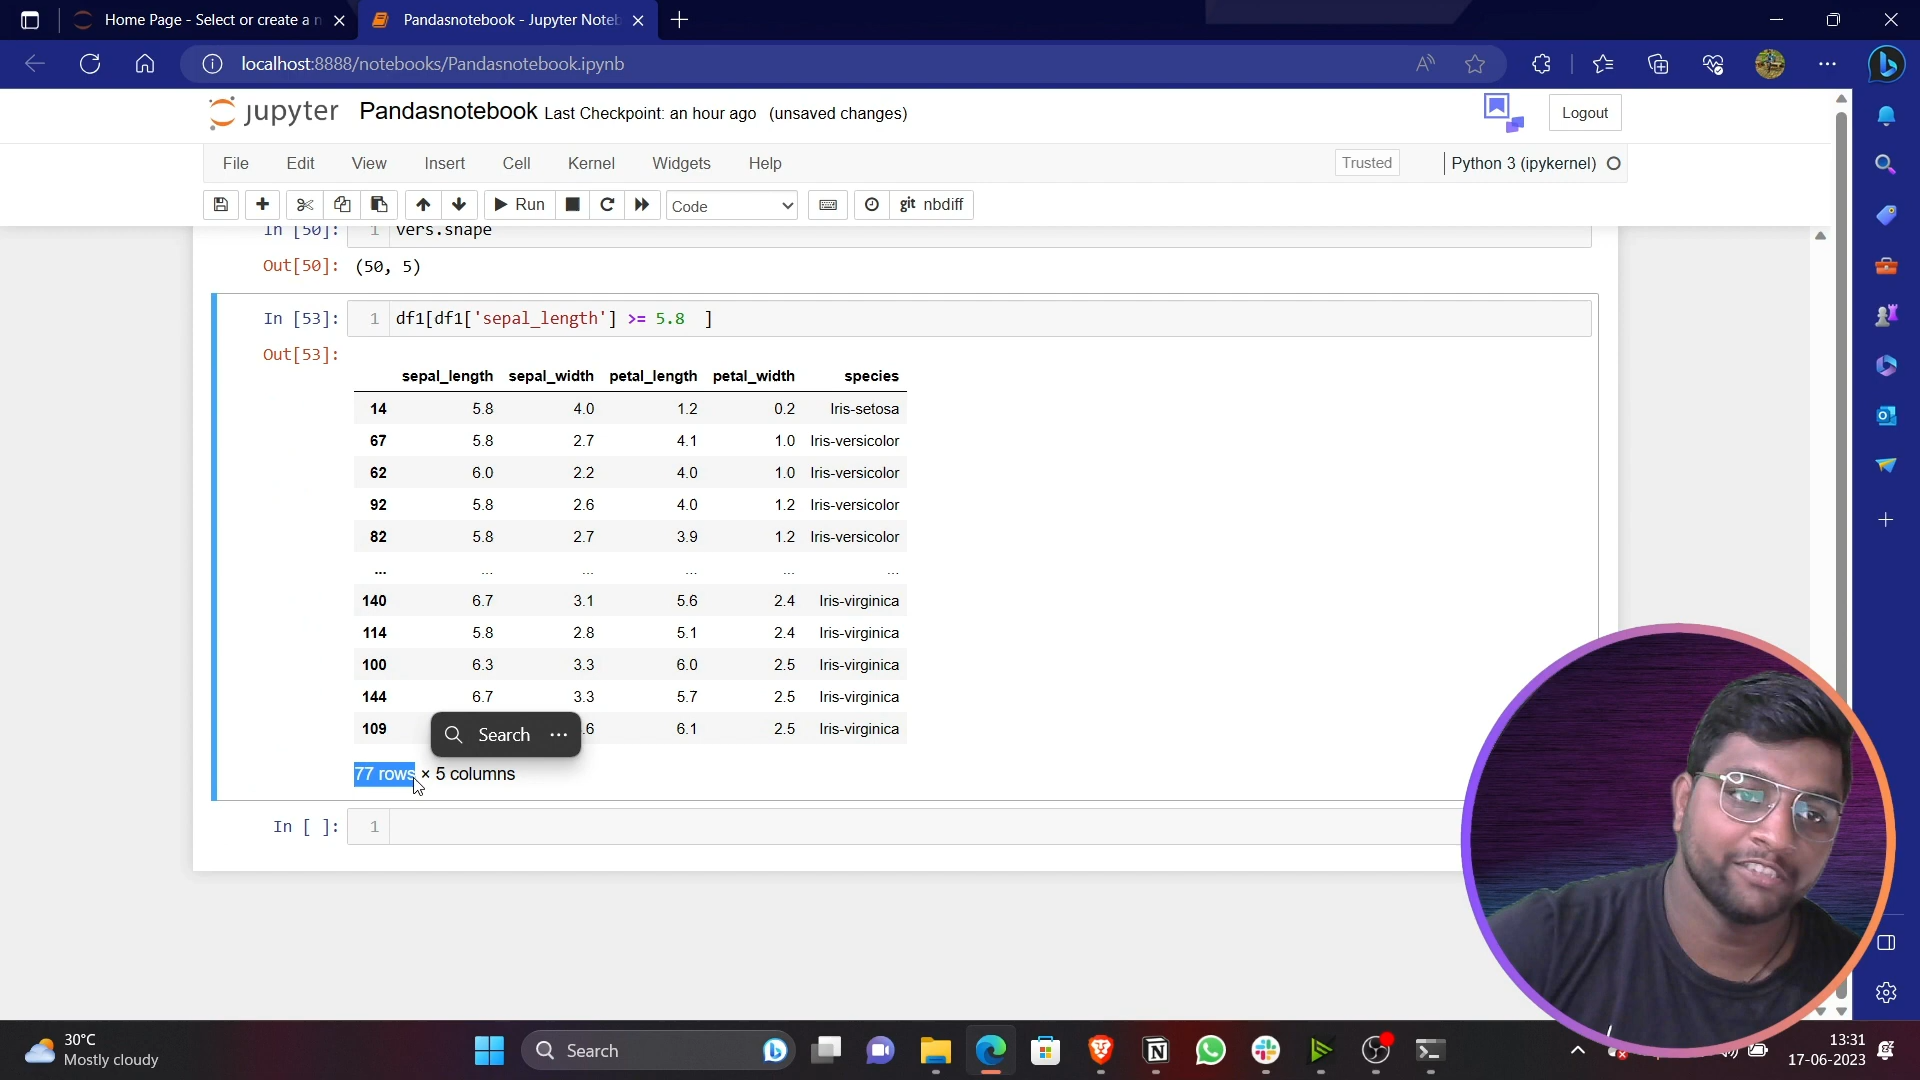 Home Page - Select or create a n
Pandasnotebook - Jupyter Noteb
localhost:8888/notebooks/Pandasnotebook.ipynb
jupyter Pandasnotebook Last Checkpoint: an hour ago (unsaved changes)
Logout
File Edit View Insert Cell Kernel Widgets Help
Trusted
Python 3 (ipykernel)
Run
Code
git nbdiff
In [50]: 1 vers.shape
Out[50]: (50, 5)
In [53]: 1 df1[df1['sepal_length'] >= 5.8 ]
Out[53]:
sepal_length sepal_width petal_length petal_width species
14 5.8 4.0 1.2 0.2 Iris-setosa
67 5.8 2.7 4.1 1.0 Iris-versicolor
62 6.0 2.2 4.0 1.0 Iris-versicolor
92 5.8 2.6 4.0 1.2 Iris-versicolor
82 5.8 2.7 3.9 1.2 Iris-versicolor
... ... ... ... ... ...
140 6.7 3.1 5.6 2.4 Iris-virginica
114 5.8 2.8 5.1 2.4 Iris-virginica
100 6.3 3.3 6.0 2.5 Iris-virginica
144 6.7 3.3 5.7 2.5 Iris-virginica
109 .6 6.1 2.5 Iris-virginica
Search ...
77 rows × 5 columns
In [ ]: 1
30°C
Mostly cloudy
Search
13:31
17-06-2023